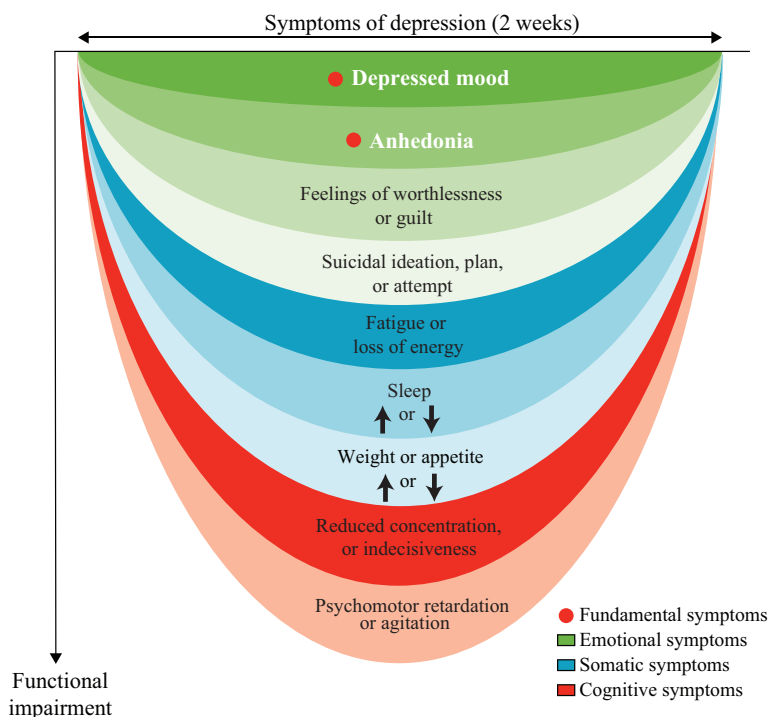 Symptoms of depression (2 weeks)
Depressed mood
Anhedonia
Feelings of worthlessness
or guilt
Suicidal ideation, plan,
or attempt
Fatigue or
loss of energy
Sleep
or
Weight or appetite
or
Reduced concentration,
or indecisiveness
Psychomotor retardation
or agitation
Fundamental symptoms
Emotional symptoms
Somatic symptoms
Cognitive symptoms
Functional
impairment